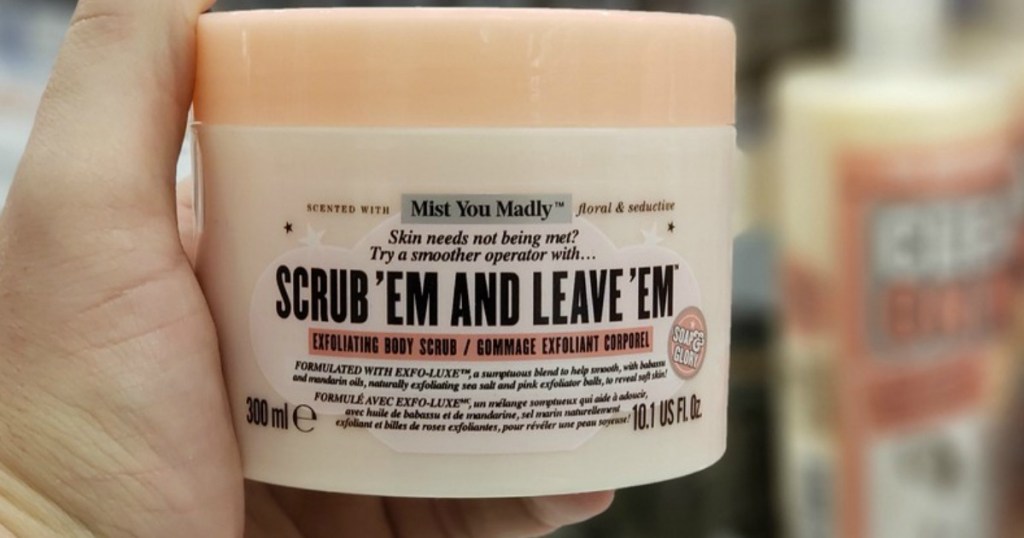 SCENTED WITH Mist You Madly™ floral & seductive
Skin needs not being met?
Try a smoother operator with...
SCRUB 'EM AND LEAVE 'EM™
EXFOLIATING BODY SCRUB / GOMMAGE EXFOLIANT CORPOREL
SOAP &
GLORY
FORMULATED WITH EXFO-LUXE™, a sumptuous blend to help smooth, with babassu
and mandarin oils, naturally exfoliating sea salt and pink exfoliator balls, to reveal soft skin!
FORMULÉ AVEC EXFO-LUXE™, un mélange somptueux qui aide à adoucir,
avec huile de babassu et de mandarine, sel marin naturellement
exfoliant et billes de roses exfoliantes, pour révéler une peau soyeuse!
300 ml e
10.1 US FL Oz.